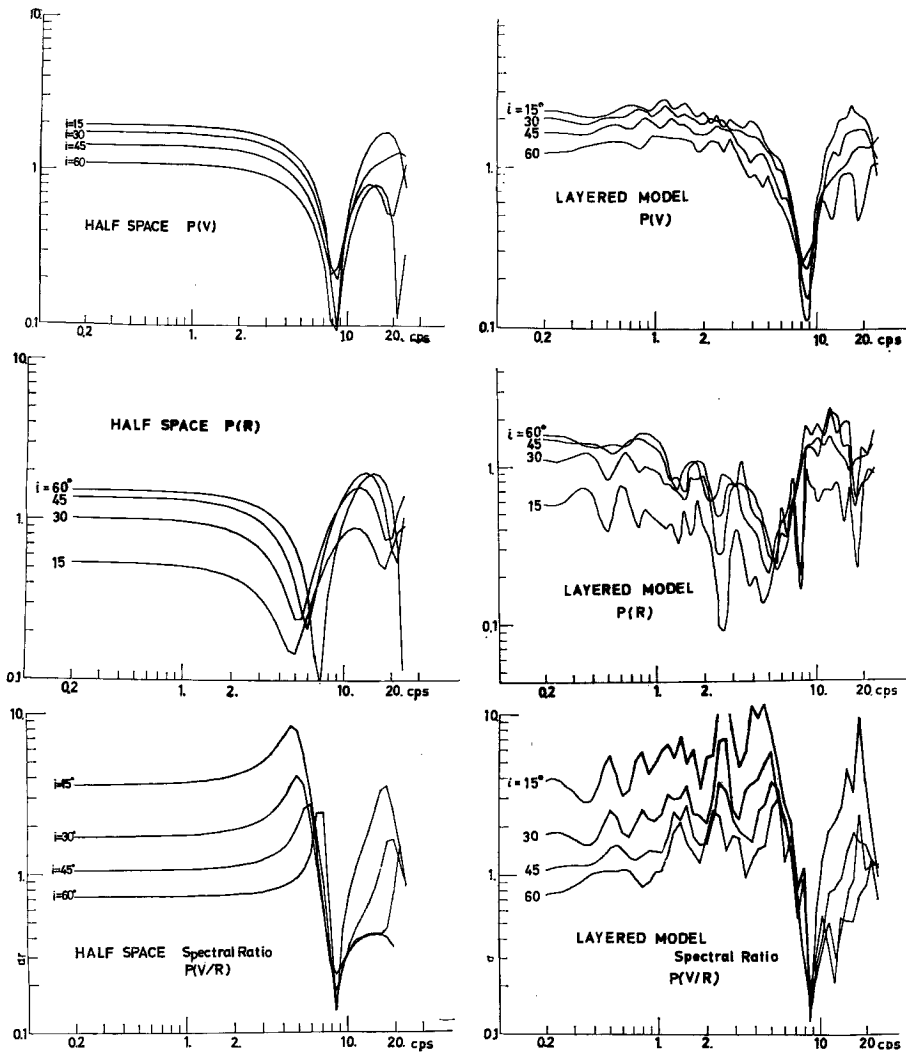 10.
i=15
i=30
1.
i=45
i=60
HALF SPACE P(V)
0.1
0,2 1. 2. 10. 20. cps
i=15°
30
45
1.
60
LAYERED MODEL
P(V)
0.1
0,2 1. 2. 10. 20. cps
10.
HALF SPACE P(R)
i=60°
45
1.
30
15
0.1
0,2 1. 2. 10. 20. cps
i=60°
45
30
1.0
15
LAYERED MODEL
P(R)
0.1
0.2 1. 2. 10. 20. cps
10.
i=15°
i=30°
i=45°
1.
i=60°
HALF SPACE Spectral Ratio
P(V/R)
0.1
0.2 1. 2. 10. 20. cps
10.
i=15°
30
45
1.
60
LAYERED MODEL
Spectral Ratio
P(V/R)
0.1
0.2 1. 2. 10 20. cps